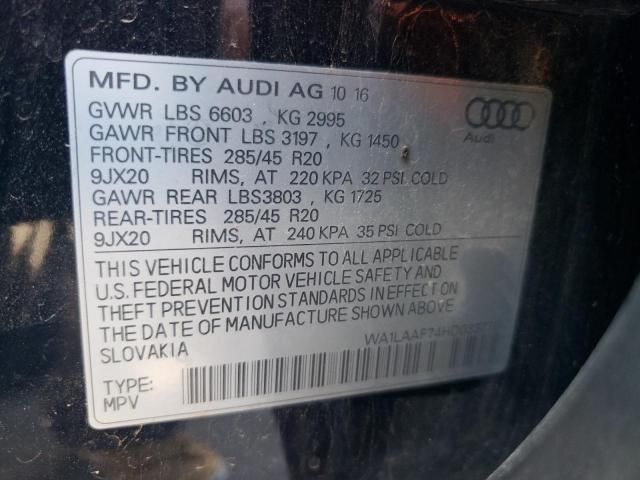 MFD. BY AUDI AG 10 16
GVWR LBS 6603 , KG 2995
GAWR FRONT LBS 3197 , KG 1450
FRONT-TIRES 285/45 R20
9JX20 RIMS, AT 220 KPA 32 PSI COLD
GAWR REAR LBS3803 , KG 1725
REAR-TIRES 285/45 R20
9JX20 RIMS, AT 240 KPA 35 PSI COLD
Audi
THIS VEHICLE CONFORMS TO ALL APPLICABLE
U.S. FEDERAL MOTOR VEHICLE SAFETY AND
THEFT PREVENTION STANDARDS IN EFFECT ON
THE DATE OF MANUFACTURE SHOWN ABOVE
SLOVAKIA
TYPE:
MPV